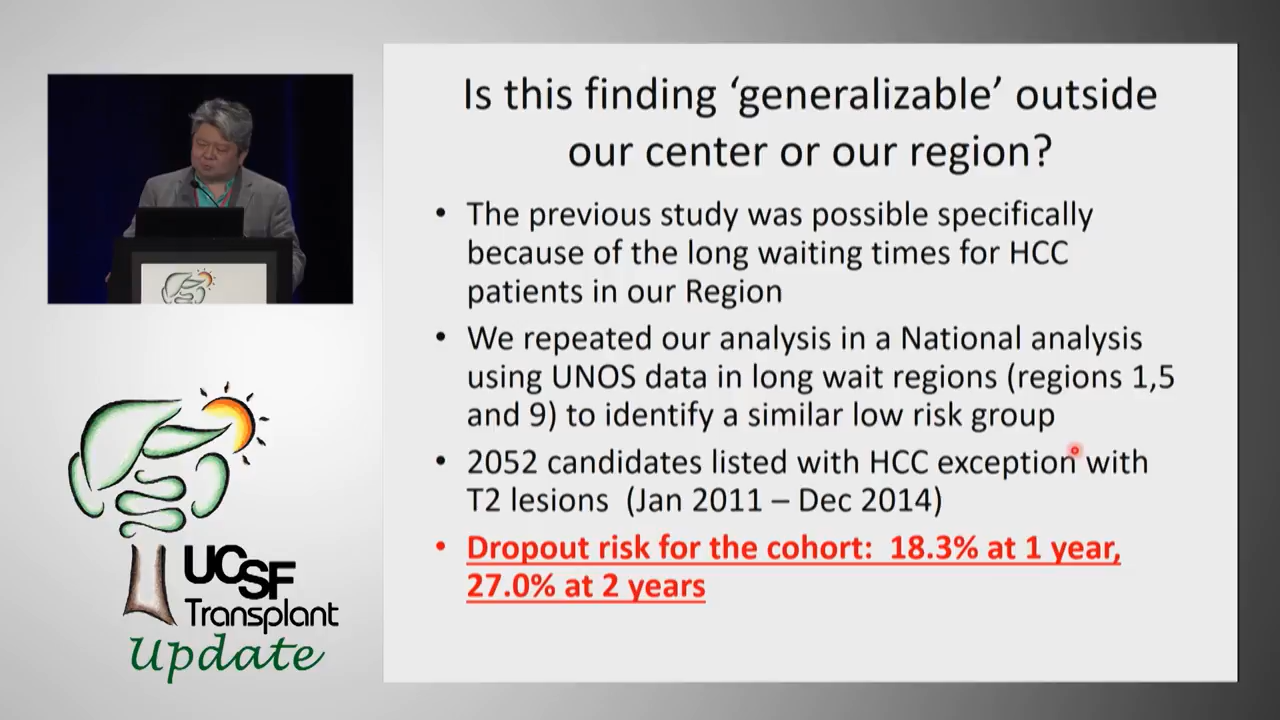 Is this finding ‘generalizable’ outside
our center or our region?
• The previous study was possible specifically
because of the long waiting times for HCC
patients in our Region
• We repeated our analysis in a National analysis
using UNOS data in long wait regions (regions 1,5
and 9) to identify a similar low risk group
• 2052 candidates listed with HCC exception with
T2 lesions (Jan 2011 – Dec 2014)
• Dropout risk for the cohort: 18.3% at 1 year,
27.0% at 2 years
UCSF
Transplant
Update